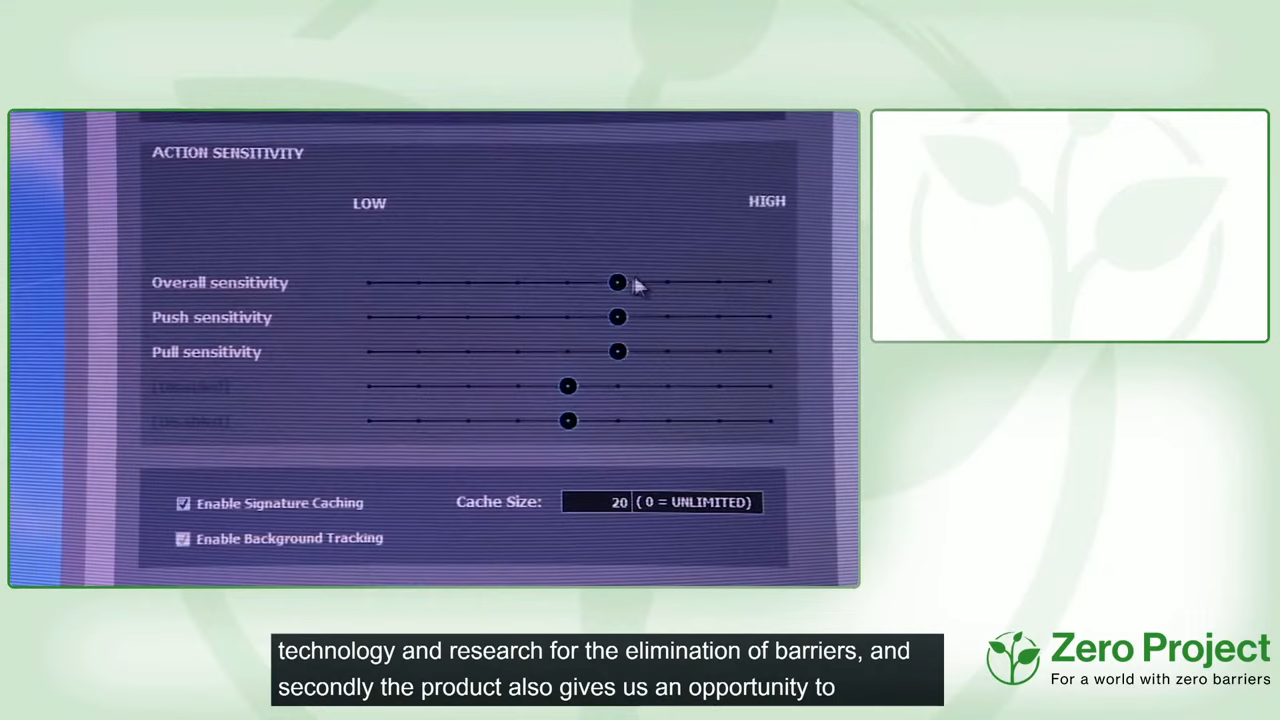 ACTION SENSITIVITY
LOW HIGH
Overall sensitivity
Push sensitivity
Pull sensitivity
[Disabled]
[Disabled]
Enable Signature Caching Cache Size: 20 ( 0 = UNLIMITED)
Enable Background Tracking
technology and research for the elimination of barriers, and
secondly the product also gives us an opportunity to
Zero Project
For a world with zero barriers